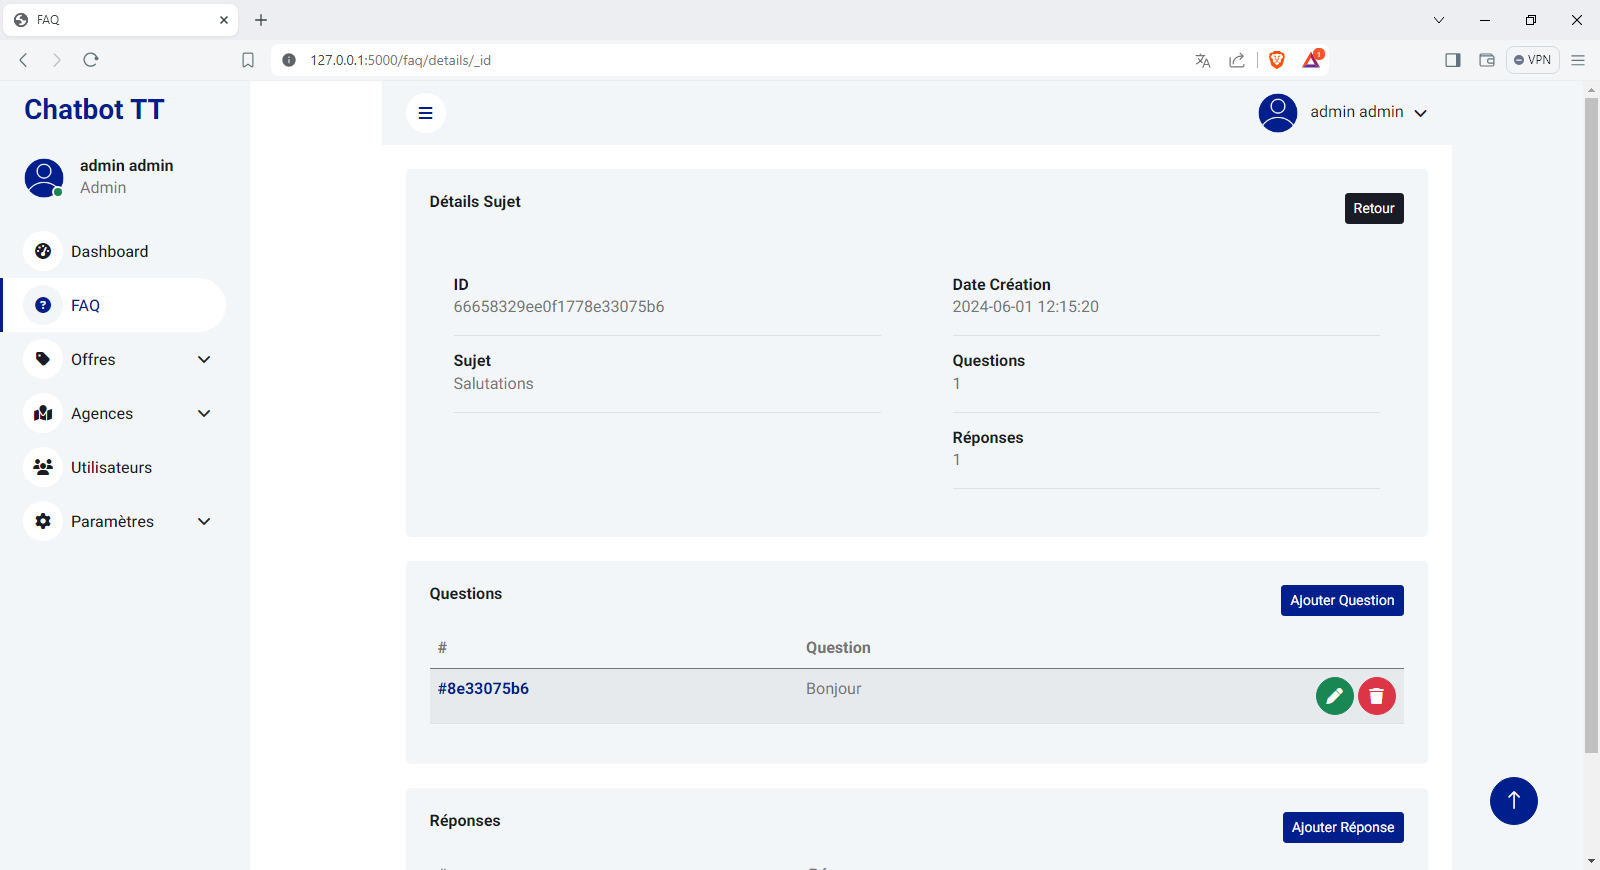 FAQ
127.0.0.1:5000/faq/details/_id
1
VPN
Chatbot TT
admin admin
admin admin
Admin
Dashboard
FAQ
Offres
Agences
Utilisateurs
Paramètres
Détails Sujet
Retour
ID
66658329ee0f1778e33075b6
Date Création
2024-06-01 12:15:20
Sujet
Salutations
Questions
1
Réponses
1
Questions
Ajouter Question
#
Question
#8e33075b6
Bonjour
Réponses
Ajouter Réponse